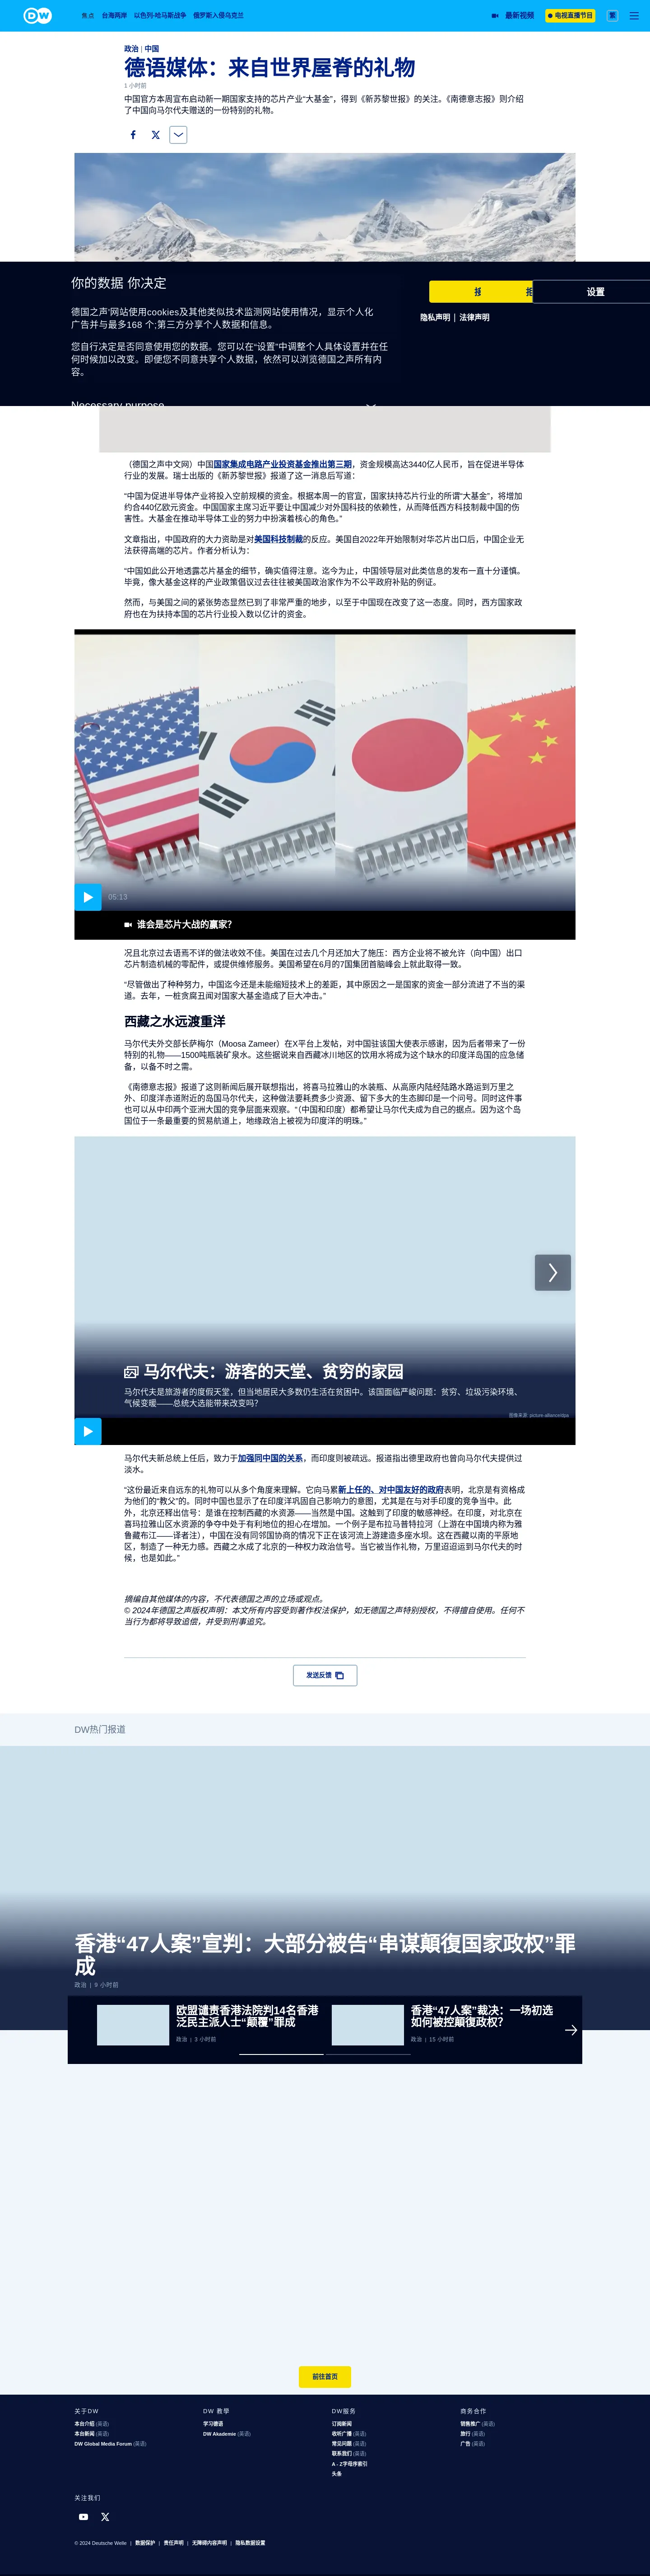 DW
焦点 台海两岸 以色列-哈马斯战争 俄罗斯入侵乌克兰 最新视频 电视直播节目 繁
政治 | 中国
德语媒体：来自世界屋脊的礼物
1 小时前
中国官方本周宣布启动新一期国家支持的芯片产业“大基金”，得到《新苏黎世报》的关注。《南德意志报》则介绍
了中国向马尔代夫赠送的一份特别的礼物。
你的数据 你决定
德国之声'网站使用cookies及其他类似技术监测网站使用情况，显示个人化
广告并与最多168 个;第三方分享个人数据和信息。
您自行决定是否同意使用您的数据。您可以在“设置”中调整个人具体设置并在任
何时候加以改变。即便您不同意共享个人数据，依然可以浏览德国之声所有内
容。
Necessary purpose
设置
隐私声明 | 法律声明
（德国之声中文网）中国国家集成电路产业投资基金推出第三期，资金规模高达3440亿人民币，旨在促进半导体
行业的发展。瑞士出版的《新苏黎世报》报道了这一消息后写道：
“中国为促进半导体产业将投入空前规模的资金。根据本周一的官宣，国家扶持芯片行业的所谓“大基金”，将增加
约合440亿欧元资金。中国国家主席习近平要让中国减少对外国科技的依赖性，从而降低西方科技制裁中国的伤
害性。大基金在推动半导体工业的努力中扮演着核心的角色。”
文章指出，中国政府的大力资助是对美国科技制裁的反应。美国自2022年开始限制对华芯片出口后，中国企业无
法获得高端的芯片。作者分析认为：
“中国如此公开地透露芯片基金的细节，确实值得注意。迄今为止，中国领导层对此类信息的发布一直十分谨慎。
毕竟，像大基金这样的产业政策倡议过去往往被美国政治家作为不公平政府补贴的例证。
然而，与美国之间的紧张势态显然已到了非常严重的地步，以至于中国现在改变了这一态度。同时，西方国家政
府也在为扶持本国的芯片行业投入数以亿计的资金。
05:13
谁会是芯片大战的赢家？
况且北京过去语焉不详的做法收效不佳。美国在过去几个月还加大了施压：西方企业将不被允许（向中国）出口
芯片制造机械的零配件，或提供维修服务。美国希望在6月的7国集团首脑峰会上就此取得一致。
“尽管做出了种种努力，中国迄今还是未能缩短技术上的差距，其中原因之一是国家的资金一部分流进了不当的渠
道。去年，一桩贪腐丑闻对国家大基金造成了巨大冲击。”
西藏之水远渡重洋
马尔代夫外交部长萨梅尔（Moosa Zameer）在X平台上发帖，对中国驻该国大使表示感谢，因为后者带来了一份
特别的礼物——1500吨瓶装矿泉水。这些据说来自西藏冰川地区的饮用水将成为这个缺水的印度洋岛国的应急储
备，以备不时之需。
《南德意志报》报道了这则新闻后展开联想指出，将喜马拉雅山的水装瓶、从高原内陆经陆路水路运到万里之
外、印度洋赤道附近的岛国马尔代夫，这种做法要耗费多少资源、留下多大的生态脚印是一个问号。同时这件事
也可以从中印两个亚洲大国的竞争层面来观察。“（中国和印度）都希望让马尔代夫成为自己的据点。因为这个岛
国位于一条最重要的贸易航道上，地缘政治上被视为印度洋的明珠。”
马尔代夫：游客的天堂、贫穷的家园
马尔代夫是旅游者的度假天堂，但当地居民大多数仍生活在贫困中。该国面临严峻问题：贫穷、垃圾污染环境、
气候变暖——总统大选能带来改变吗？
图像来源: picture-alliance/dpa
马尔代夫新总统上任后，致力于加强同中国的关系，而印度则被疏远。报道指出德里政府也曾向马尔代夫提供过
淡水。
“这份最近来自远东的礼物可以从多个角度来理解。它向马累新上任的、对中国友好的政府表明，北京是有资格成
为他们的“教父”的。同时中国也显示了在印度洋巩固自己影响力的意图，尤其是在与对手印度的竞争当中。此
外，北京还释出信号：是谁在控制西藏的水资源——当然是中国。这触到了印度的敏感神经。在印度，对北京在
喜玛拉雅山区水资源的争夺中处于有利地位的担心在增加。一个例子是布拉马普特拉河（上游在中国境内称为雅
鲁藏布江——译者注），中国在没有同邻国协商的情况下正在该河流上游建造多座水坝。这在西藏以南的平原地
区，制造了一种无力感。西藏之水成了北京的一种权力政治信号。当它被当作礼物，万里迢迢运到马尔代夫的时
候，也是如此。”
摘编自其他媒体的内容，不代表德国之声的立场或观点。
© 2024年德国之声版权声明：本文所有内容受到著作权法保护，如无德国之声特别授权，不得擅自使用。任何不
当行为都将导致追偿，并受到刑事追究。
发送反馈
DW热门报道
香港“47人案”宣判：大部分被告“串谋颠復国家政权”罪
成
政治 | 9 小时前
欧盟谴责香港法院判14名香港
泛民主派人士“颠覆”罪成
政治 | 3 小时前
香港“47人案”裁决：一场初选
如何被控颠覆政权？
政治 | 15 小时前
前往首页
关于DW
本台介绍 (英语)
本台新闻 (英语)
DW Global Media Forum (英语)
DW 教學
学习德语
DW Akademie (英语)
DW服务
订阅新闻
收听广播 (英语)
常见问题 (英语)
联系我们 (英语)
A - Z字母序索引
头条
商务合作
销售推广 (英语)
旅行 (英语)
广告 (英语)
关注我们
© 2024 Deutsche Welle | 数据保护 | 责任声明 | 无障碍内容声明 | 隐私数据设置